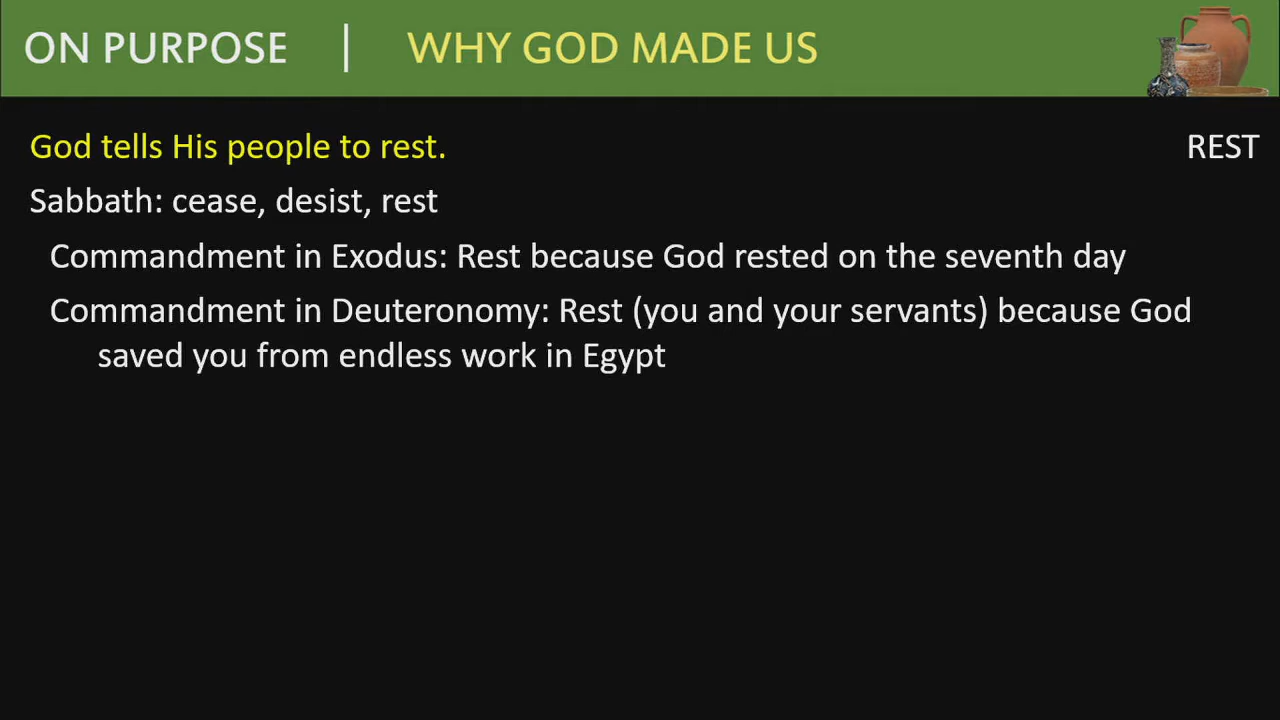 ON PURPOSE | WHY GOD MADE US
God tells His people to rest. REST
Sabbath: cease, desist, rest
Commandment in Exodus: Rest because God rested on the seventh day
Commandment in Deuteronomy: Rest (you and your servants) because God
saved you from endless work in Egypt